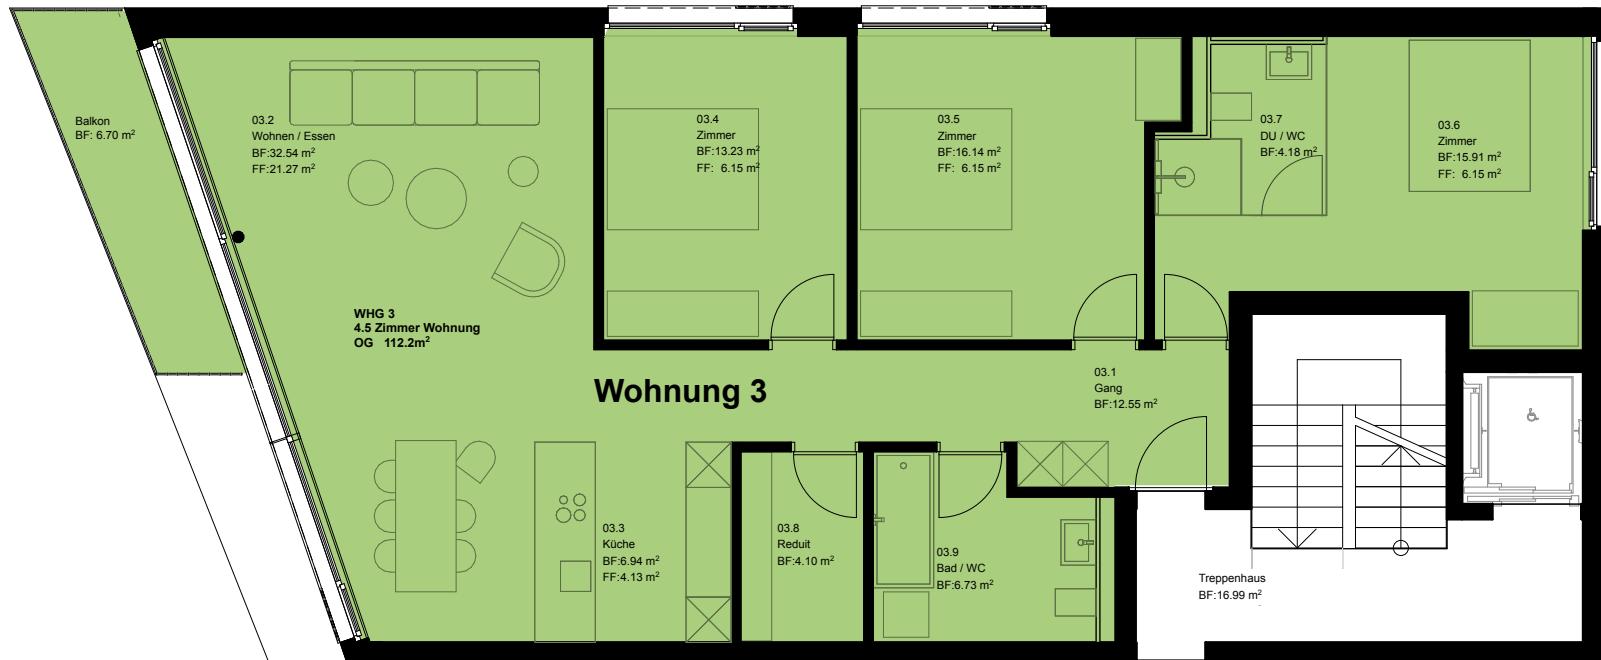 Balkon
BF: 6.70 m²
03.2
Wohnen / Essen
BF:32.54 m²
FF:21.27 m²
03.4
Zimmer
BF:13.23 m²
FF: 6.15 m²
03.5
Zimmer
BF:16.14 m²
FF: 6.15 m²
03.7
DU / WC
BF:4.18 m²
03.6
Zimmer
BF:15.91 m²
FF: 6.15 m²
WHG 3
4.5 Zimmer Wohnung
OG 112.2m²
Wohnung 3
03.1
Gang
BF:12.55 m²
03.3
Küche
BF:6.94 m²
FF:4.13 m²
03.8
Reduit
BF:4.10 m²
03.9
Bad / WC
BF:6.73 m²
Treppenhaus
BF:16.99 m²